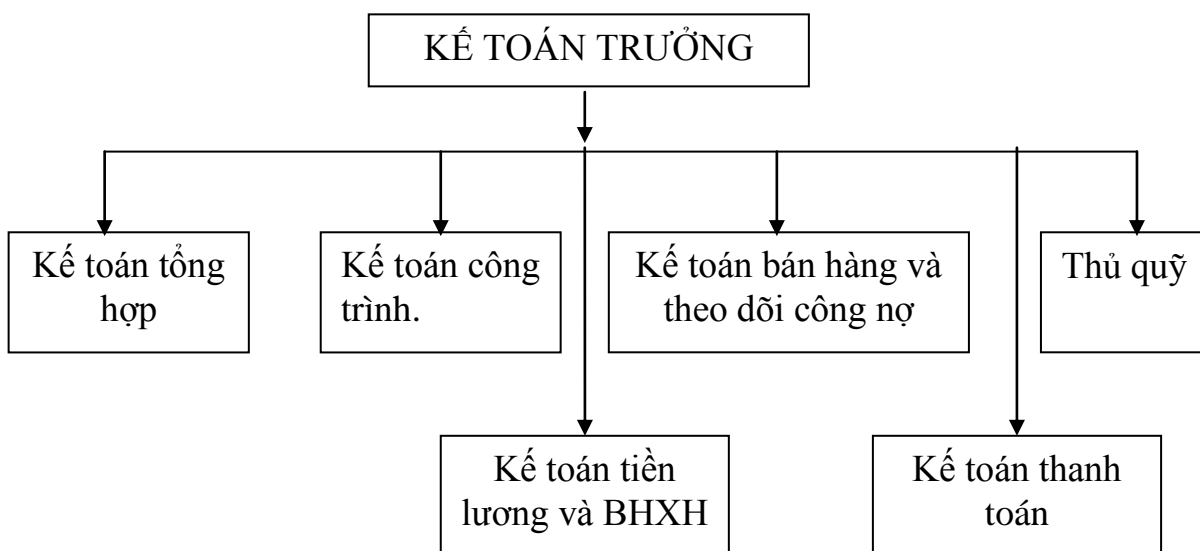 KẾ TOÁN TRƯỞNG
Kế toán tổng
hợp
Kế toán công
trình.
Kế toán bán hàng và
theo dõi công nợ
Thủ quỹ
Kế toán tiền
lương và BHXH
Kế toán thanh
toán